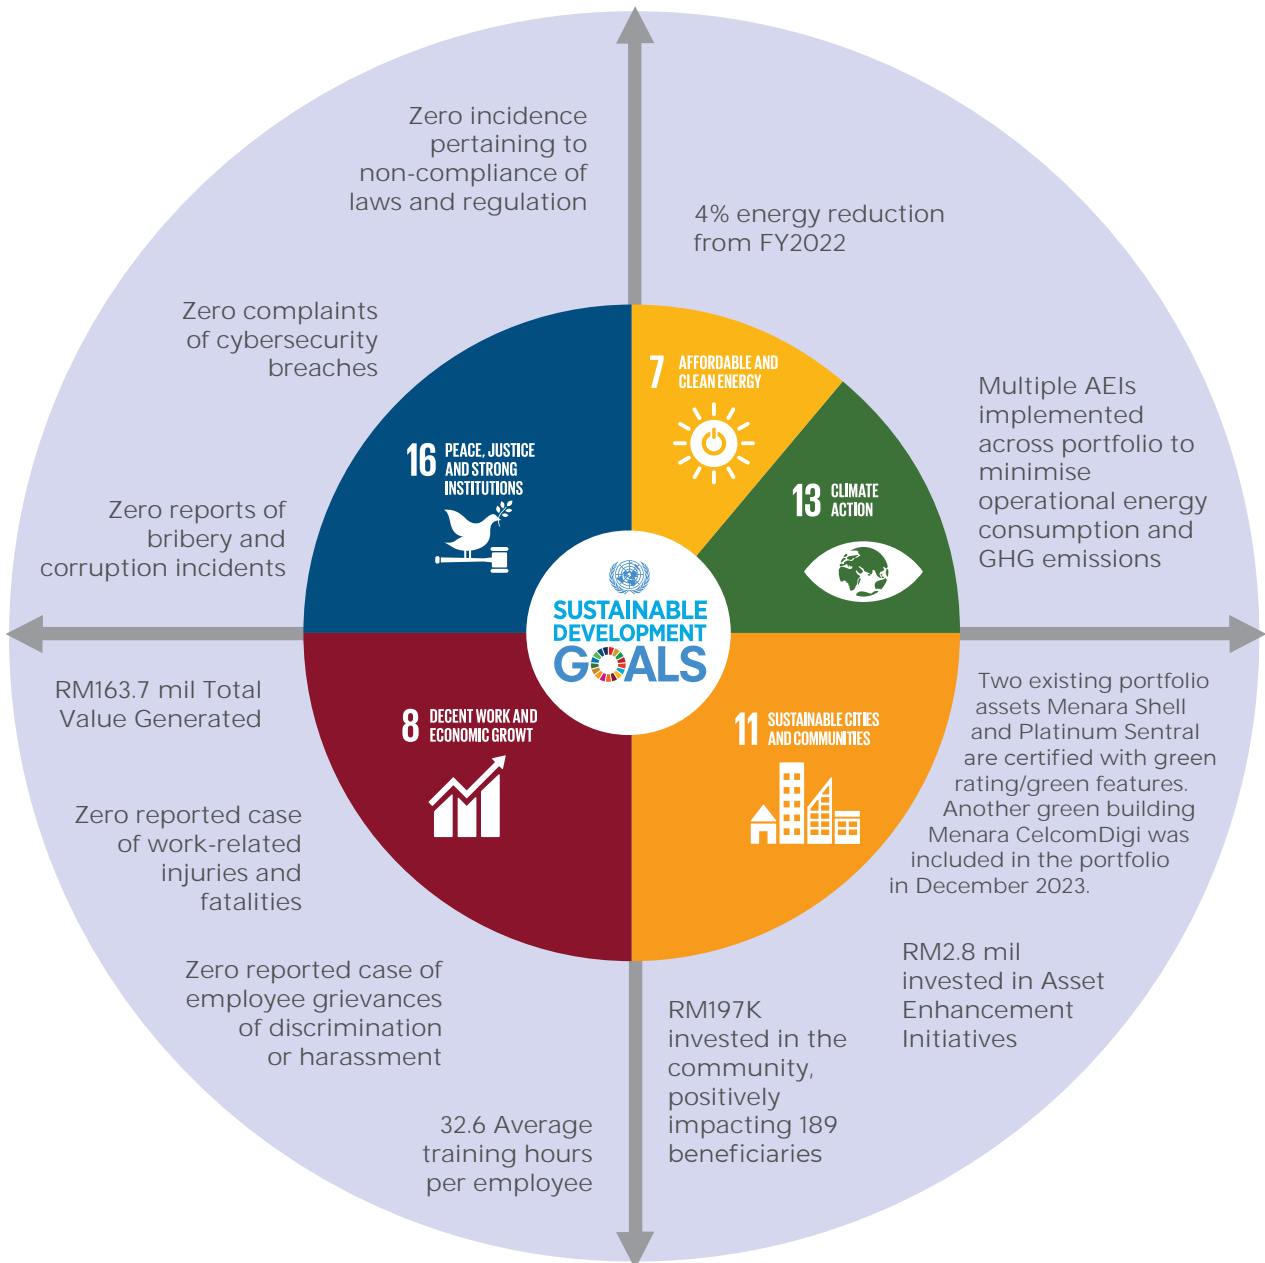 Zero incidence
pertaining to
non-compliance of
laws and regulation
4% energy reduction
from FY2022
Zero complaints
of cybersecurity
breaches
Multiple AEIs
implemented
across portfolio to
minimise
operational energy
consumption and
GHG emissions
Zero reports of
bribery and
corruption incidents
16 PEACE, JUSTICE
AND STRONG
INSTITUTIONS
7 AFFORDABLE AND
CLEAN ENERGY
13 CLIMATE
ACTION
SUSTAINABLE
DEVELOPMENT
GOALS
8 DECENT WORK AND
ECONOMIC GROWT
11 SUSTAINABLE CITIES
AND COMMUNITIES
RM163.7 mil Total
Value Generated
Zero reported case
of work-related
injuries and
fatalities
Zero reported case of
employee grievances
of discrimination
or harassment
32.6 Average
training hours
per employee
Two existing portfolio
assets Menara Shell
and Platinum Sentral
are certified with green
rating/green features.
Another green building
Menara CelcomDigi was
included in the portfolio
in December 2023.
RM2.8 mil
invested in Asset
Enhancement
Initiatives
RM197K
invested in the
community,
positively
impacting 189
beneficiaries